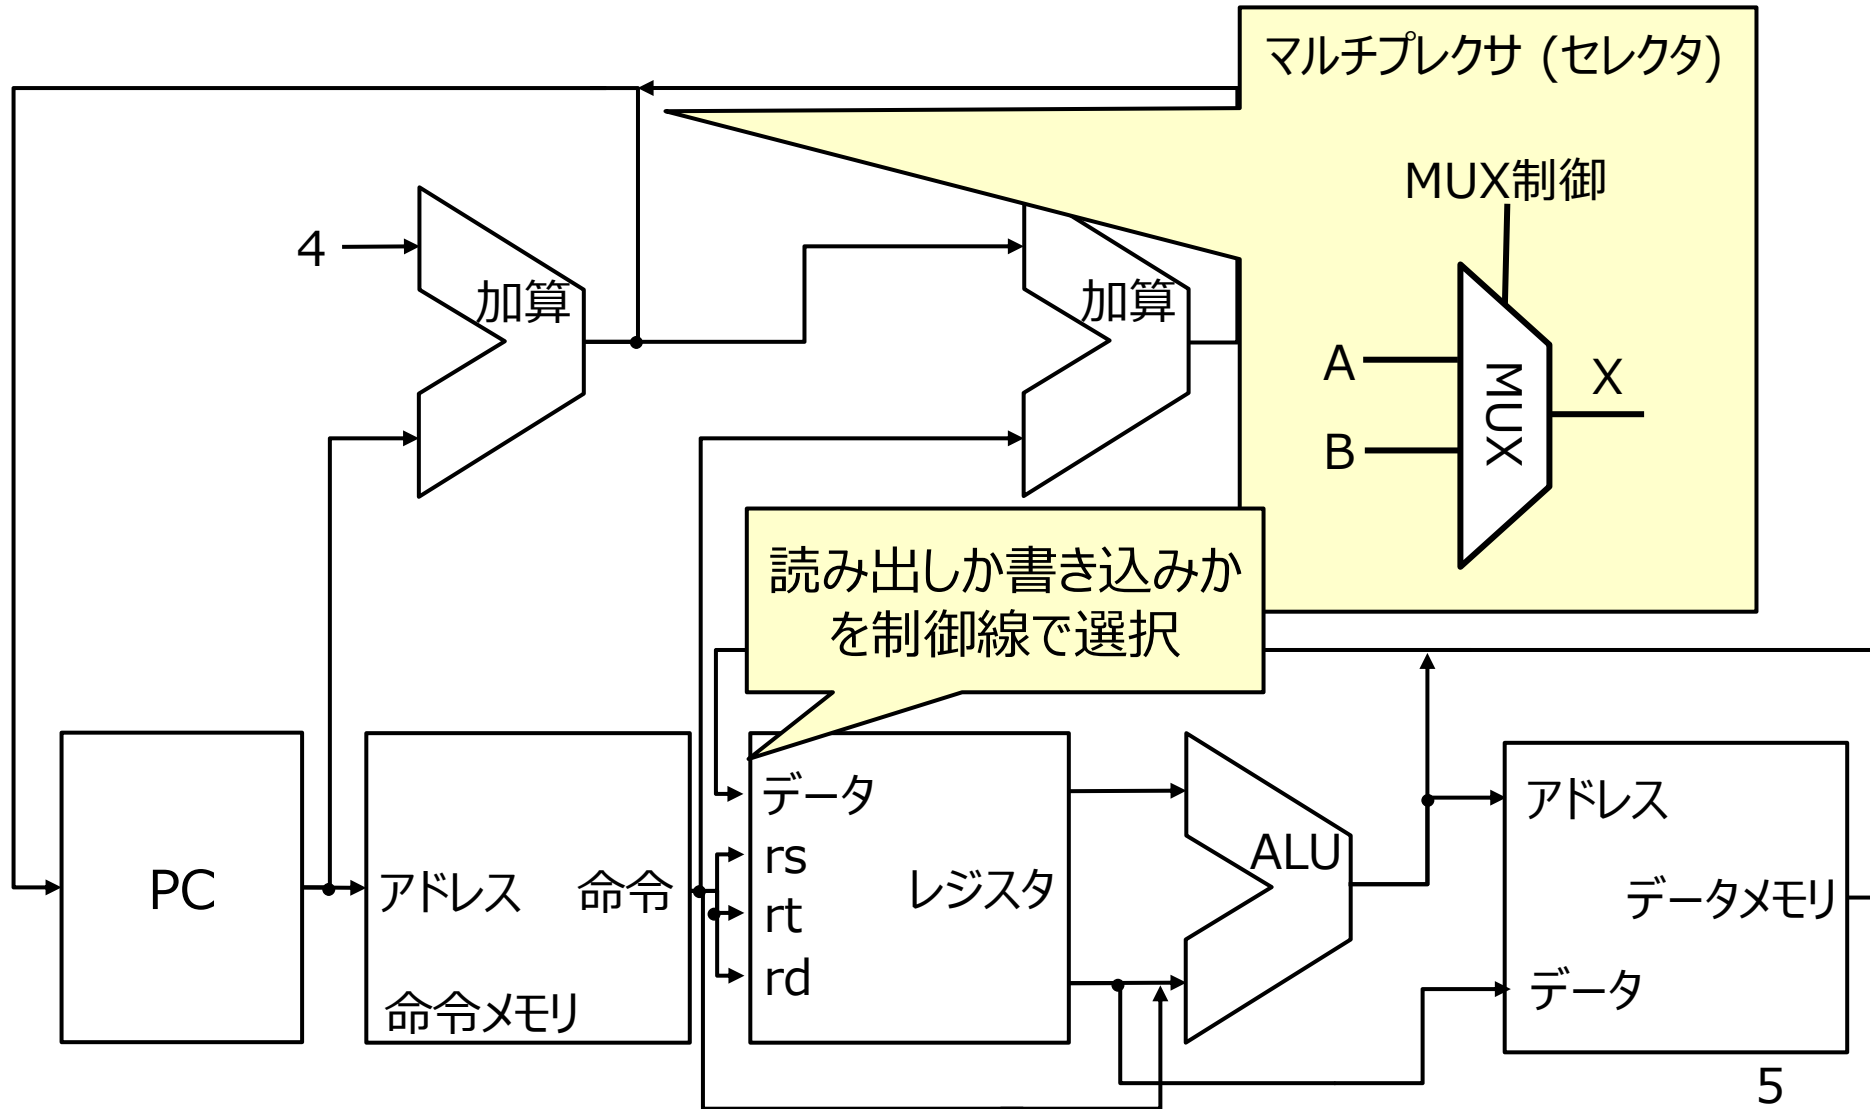 マルチプレクサ (セレクタ)
MUX制御
4
加算
加算
A
MUX
X
B
読み出しか書き込みか
を制御線で選択
データ
rs
rt
rd
レジスタ
ALU
アドレス
データメモリ
データ
PC
アドレス
命令
命令メモリ
5